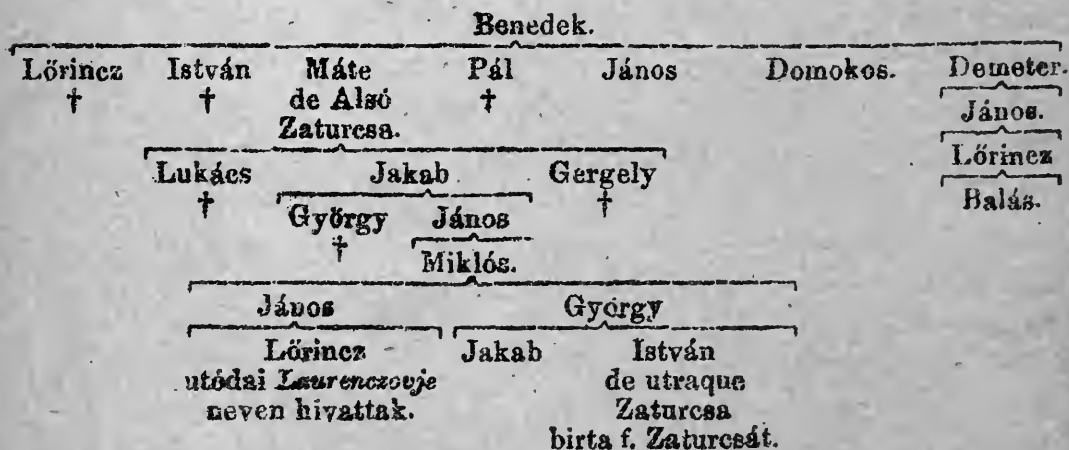 Benedek.
Lőrincz István Máte Pál János Domokos. Demeter.
† † de Alsó † János.
Zaturcsa. Lőrincz
Lukács Jakab Gergely Balás.
† György János †
† Miklós.
János György
Lőrincz Jakab István
utódai Laurenczovje de utraque
neven hivattak. Zaturcsa
birta f. Zaturcsát.